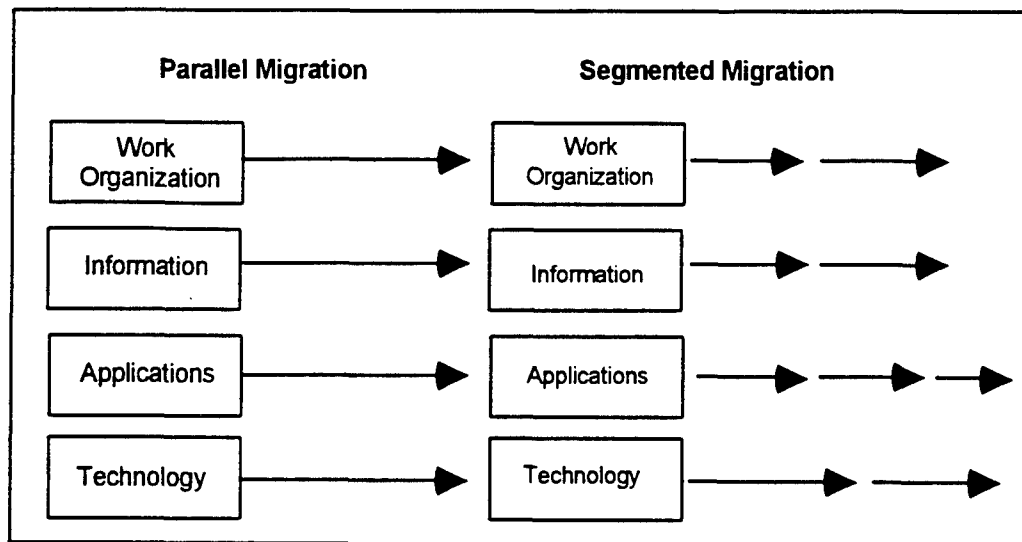 Parallel Migration
Segmented Migration
Work
Organization
Work
Organization
Information
Information
Applications
Applications
Technology
Technology